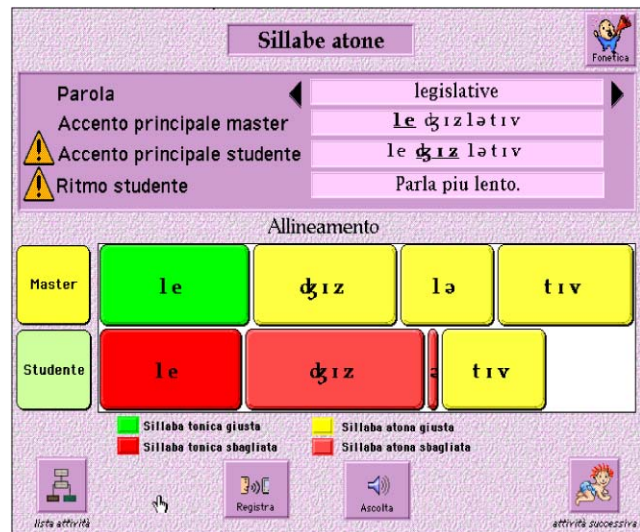 Sillabe atone
Fonetica
Parola
legislative
Accento principale master
le ʤɪz lətɪv
Accento principale studente
le ʤɪz lətɪv
Ritmo studente
Parla piu lento.
Allineamento
Master
le
ʤɪz
lə
tɪv
Studente
le
ʤɪz
ə
tɪv
Sillaba tonica giusta
Sillaba atona giusta
Sillaba tonica sbagliata
Sillaba atona sbagliata
lista attività
Registra
Ascolta
attività successiva